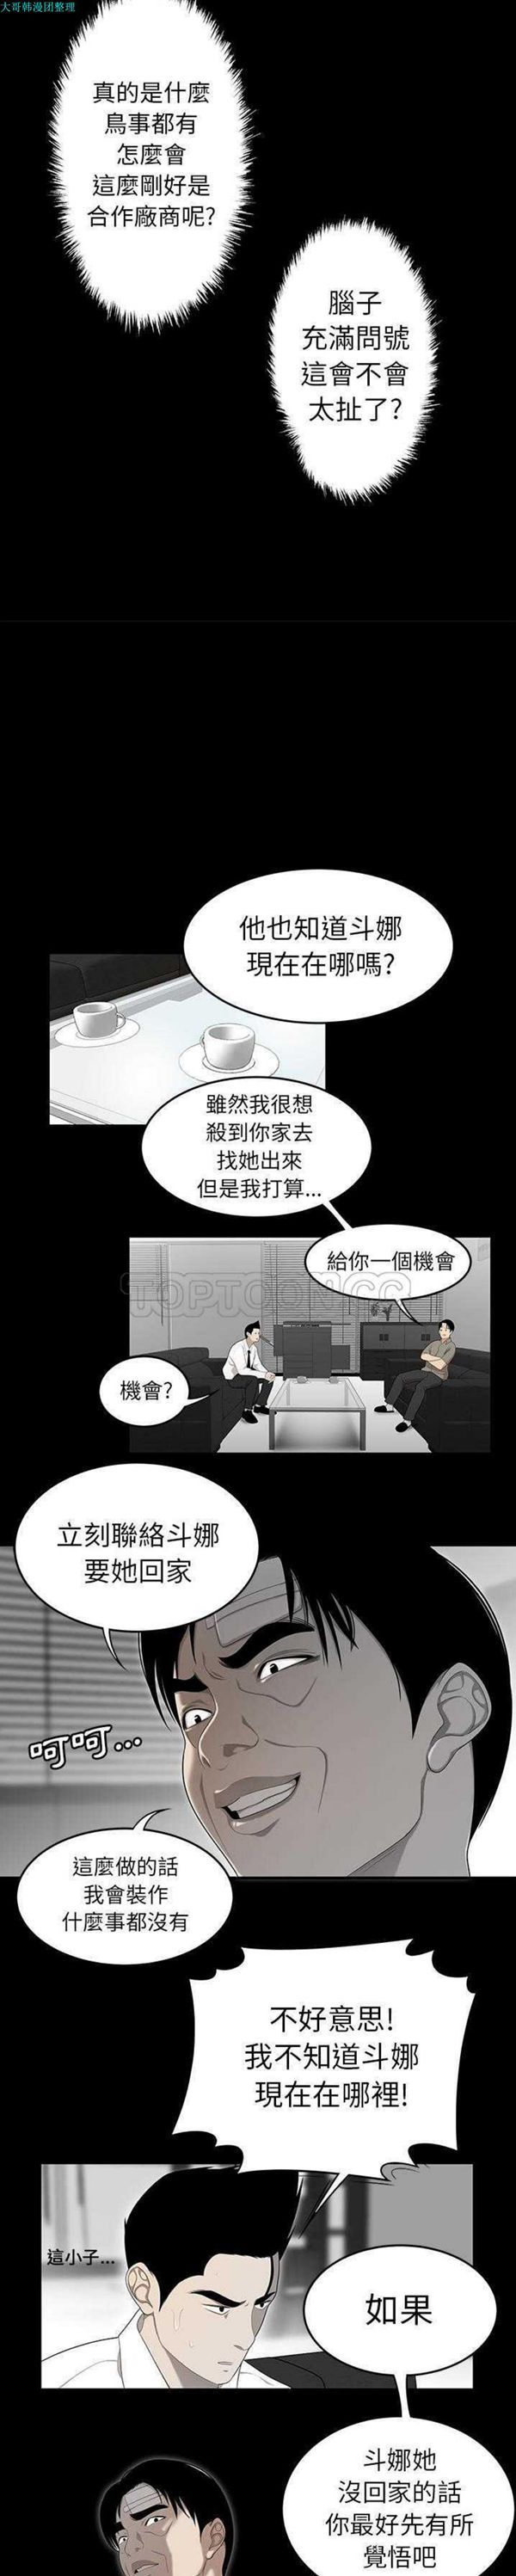 大哥韩漫团整理
真的是什麼
鳥事都有
怎麼會
這麼剛好是
合作廠商呢?
腦子
充滿問號
這會不會
太扯了?
他也知道斗娜
現在在哪嗎?
雖然我很想
殺到你家去
找她出來
但是我打算...
給你一個機會
TOPTOON.CC
機會?
立刻聯絡斗娜
要她回家
呵呵...
這麼做的話
我會裝作
什麼事都沒有
不好意思!
我不知道斗娜
現在在哪裡!
這小子...
如果
斗娜她
沒回家的話
你最好先有所
覺悟吧